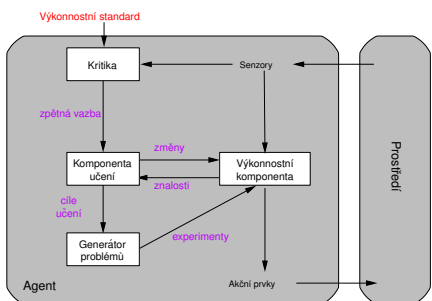 Výkonnostní standard
Kritika
Senzory
zpětná vazba
Prostředí
Komponenta
učení
změny
znalosti
Výkonnostní
komponenta
cíle
učení
experimenty
Generátor
problémù
Agent
Akční prvky